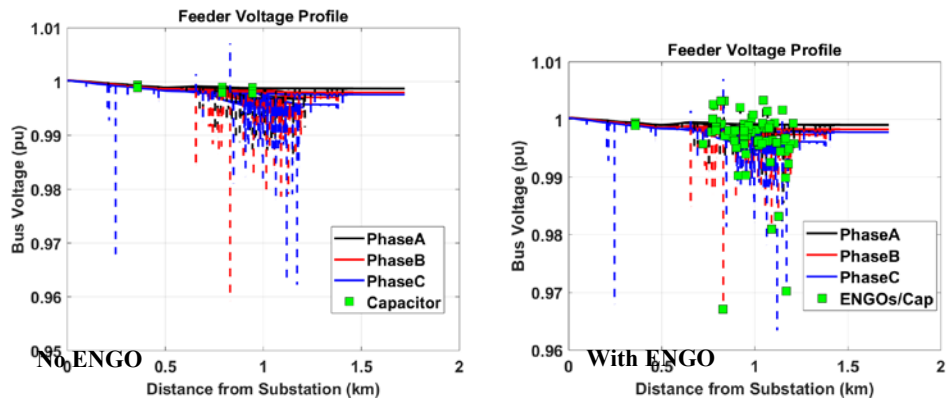 Feeder Voltage Profile
1.01
1
0.99
0.98
0.97
0.96
0.95
Bus Voltage (pu)
PhaseA
PhaseB
PhaseC
Capacitor
No ENGO
0 0.5 1 1.5 2
Distance from Substation (km)
Feeder Voltage Profile
1.01
1
0.99
0.98
0.97
0.96
Bus Voltage (pu)
PhaseA
PhaseB
PhaseC
ENGOs/Cap
With ENGO
0 0.5 1 1.5 2
Distance from Substation (km)